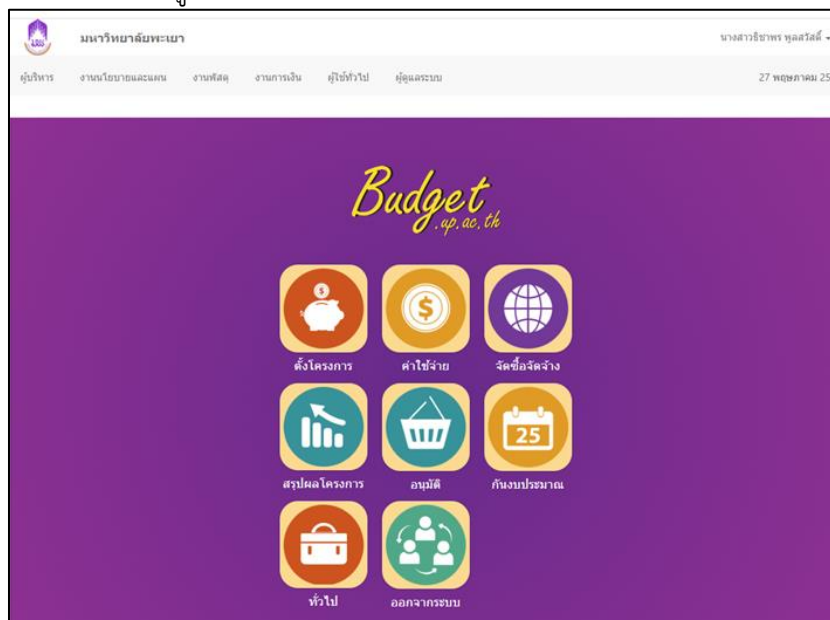 มหาวิทยาลัยพะเยา
นางสาวธิชาพร พูลสวัสดิ์
ผู้บริหาร งานนโยบายและแผน งานพัสดุ งานการเงิน ผู้ใช้ทั่วไป ผู้ดูแลระบบ
27 พฤษภาคม 25
Budget
.up.ac.th
$ $
ตั้งโครงการ ค่าใช้จ่าย จัดซื้อจัดจ้าง
25
สรุปผลโครงการ อนุมัติ กันงบประมาณ
ทั่วไป ออกจากระบบ